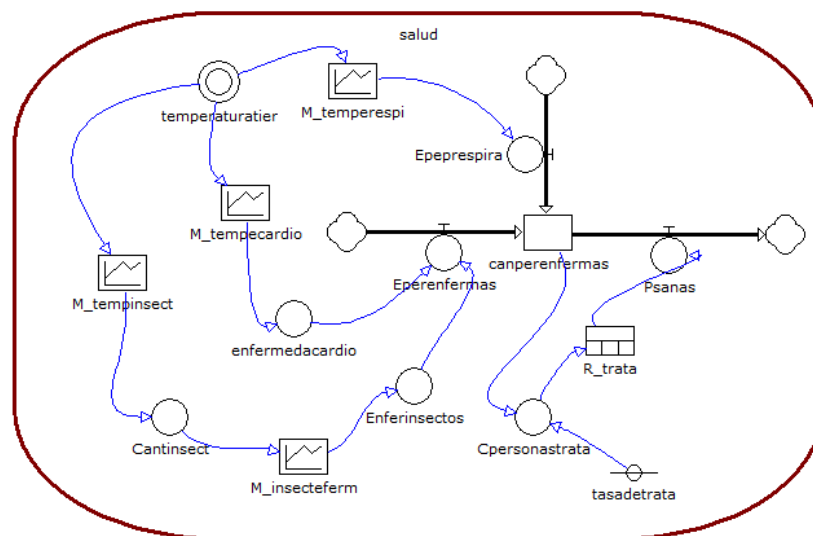 salud
temperaturatier
M_temperespi
Epeprespira
M_tempecardio
canperenfermas
M_tempinsect
Eperenfermas
Psanas
enfermedacardio
R_trata
Enferinsectos
Cantinsect
Cpersonastrata
M_insecteferm
tasadetrata